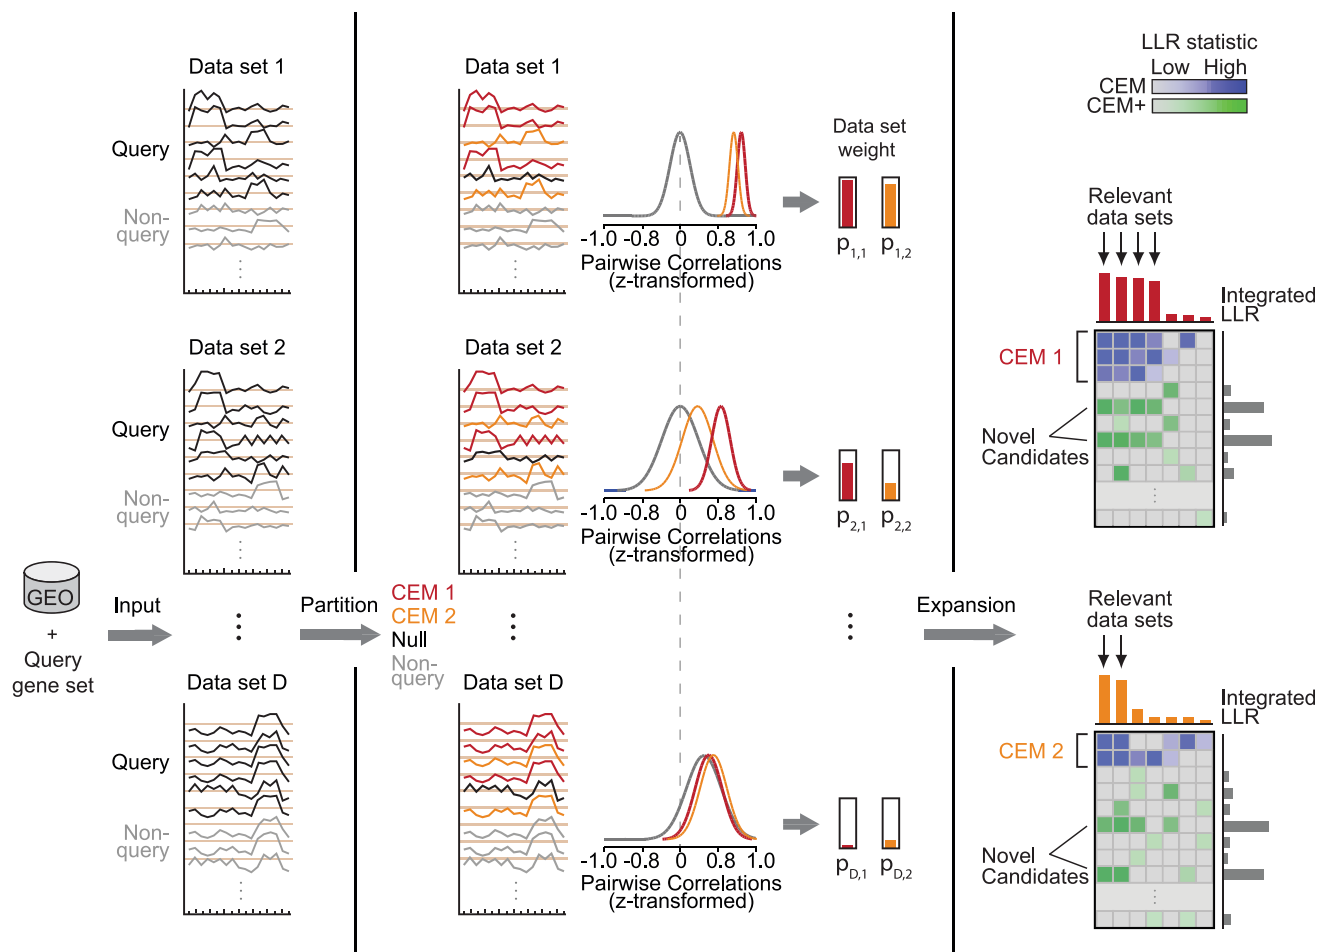 GEO
+
Query
gene set
Input
Data set 1
Query
Non-
query
Data set 2
Query
Non-
query
Data set D
Query
Non-
query
Partition
CEM 1
CEM 2
Null
Non-
query
Data set 1
-1.0 -0.8 0 0.8 1.0
Pairwise Correlations
(z-transformed)
Data set
weight
p1,1 p1,2
Data set 2
-1.0 -0.8 0 0.8 1.0
Pairwise Correlations
(z-transformed)
p2,1 p2,2
Data set D
-1.0 -0.8 0 0.8 1.0
Pairwise Correlations
(z-transformed)
pD,1 pD,2
Expansion
LLR statistic
Low High
CEM
CEM+
Relevant
data sets
Integrated
LLR
CEM 1
Novel
Candidates
Relevant
data sets
Integrated
LLR
CEM 2
Novel
Candidates